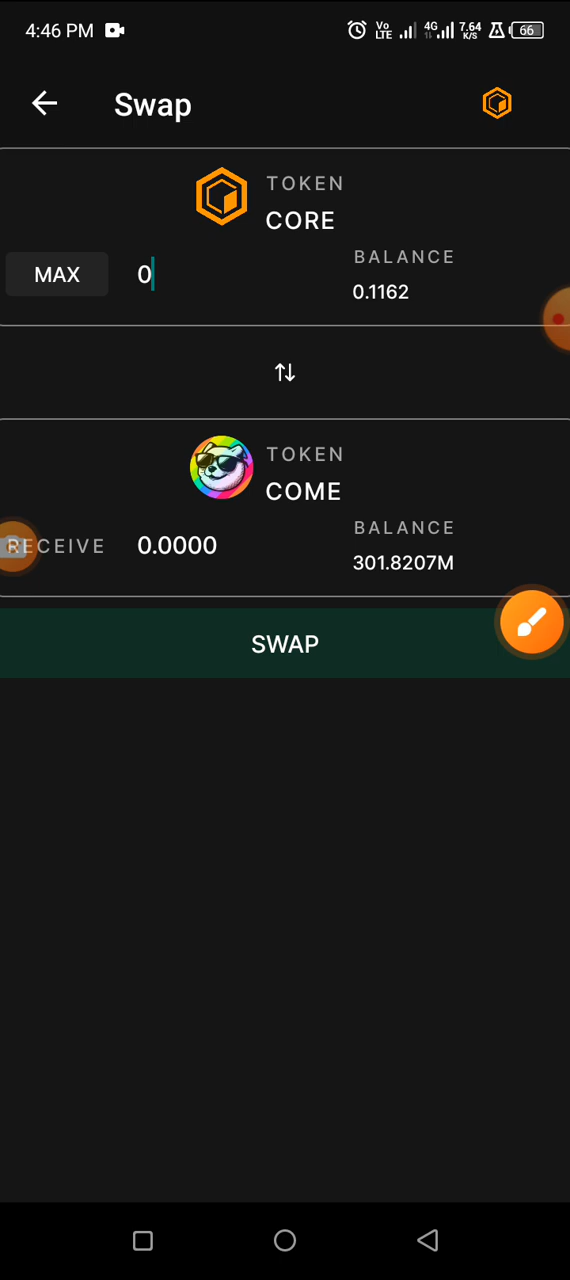 4:46 PM Vo LTE 4G 7.64 K/S 66
Swap
TOKEN
CORE
BALANCE
MAX 0
0.1162
TOKEN
COME
BALANCE
RECEIVE 0.0000
301.8207M
SWAP